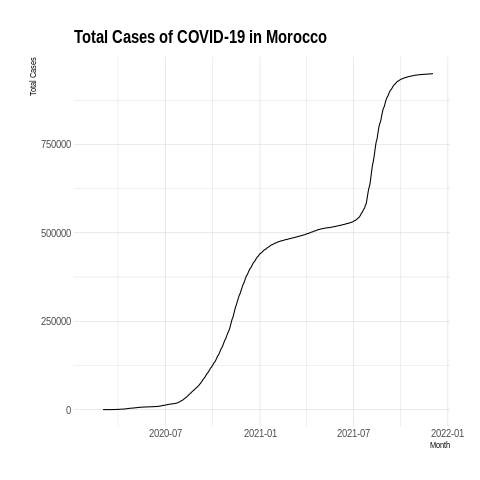 Total Cases of COVID-19 in Morocco
Total Cases
750000
500000
250000
0
2020-07 2021-01 2021-07 2022-01
Month